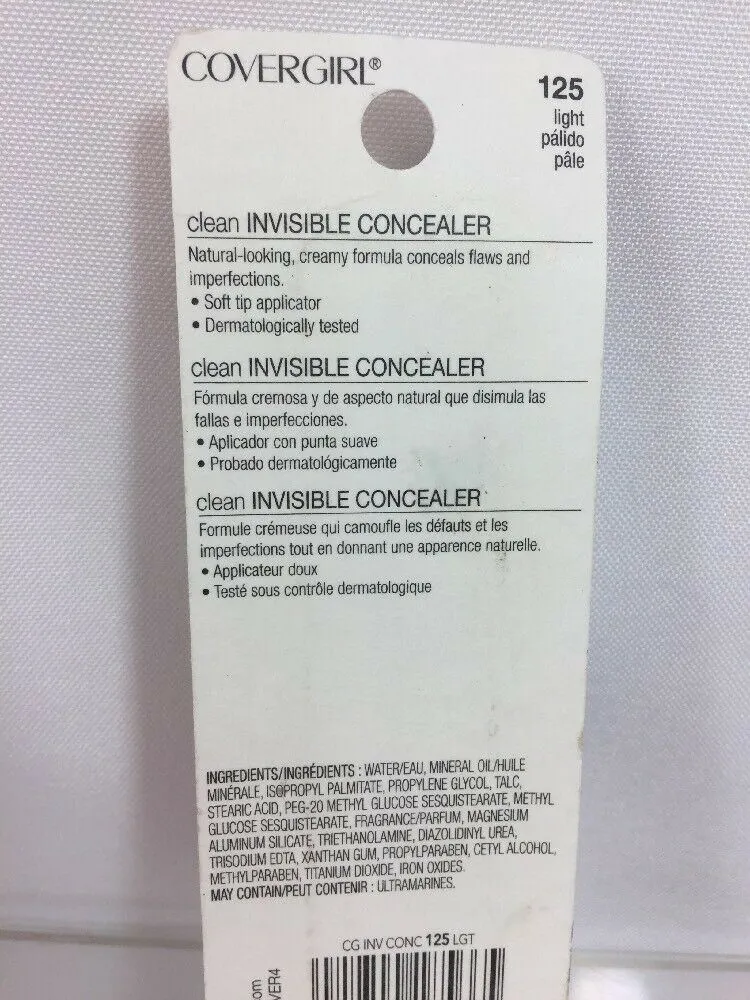 COVERGIRL®
125
light
pálido
pâle
clean INVISIBLE CONCEALER
Natural-looking, creamy formula conceals flaws and
imperfections.
• Soft tip applicator
• Dermatologically tested
clean INVISIBLE CONCEALER
Fórmula cremosa y de aspecto natural que disimula las
fallas e imperfecciones.
• Aplicador con punta suave
• Probado dermatológicamente
clean INVISIBLE CONCEALER
Formule crémeuse qui camoufle les défauts et les
imperfections tout en donnant une apparence naturelle.
• Applicateur doux
• Testé sous contrôle dermatologique
INGREDIENTS/INGRÉDIENTS : WATER/EAU, MINERAL OIL/HUILE
MINÉRALE, ISOPROPYL PALMITATE, PROPYLENE GLYCOL, TALC,
STEARIC ACID, PEG-20 METHYL GLUCOSE SESQUISTEARATE, METHYL
GLUCOSE SESQUISTEARATE, FRAGRANCE/PARFUM, MAGNESIUM
ALUMINUM SILICATE, TRIETHANOLAMINE, DIAZOLIDINYL UREA,
TRISODIUM EDTA, XANTHAN GUM, PROPYLPARABEN, CETYL ALCOHOL,
METHYLPARABEN, TITANIUM DIOXIDE, IRON OXIDES.
MAY CONTAIN/PEUT CONTENIR : ULTRAMARINES.
CG INV CONC 125 LGT
om
VER4